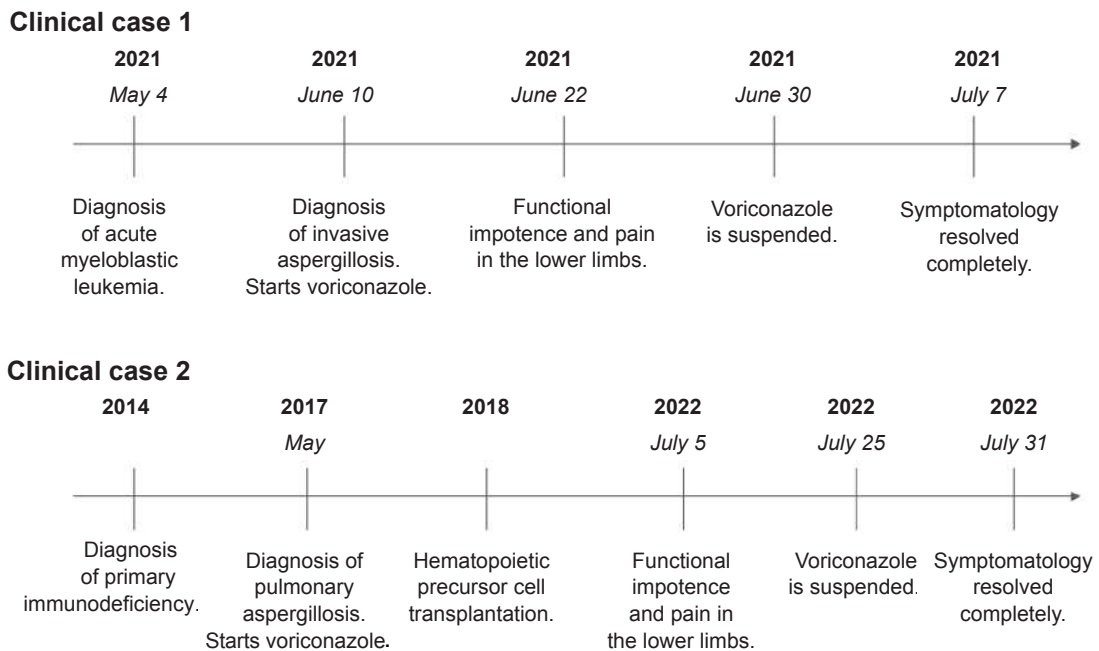 Clinical case 1
2021 2021 2021 2021 2021
May 4 June 10 June 22 June 30 July 7
Diagnosis
of acute
myeloblastic
leukemia.
Diagnosis
of invasive
aspergillosis.
Starts voriconazole.
Functional
impotence and pain
in the lower limbs.
Voriconazole
is suspended.
Symptomatology
resolved
completely.
Clinical case 2
2014 2017 2018 2022 2022 2022
May July 5 July 25 July 31
Diagnosis
of primary
immunodeficiency.
Diagnosis of
pulmonary
aspergillosis.
Starts voriconazole.
Hematopoietic
precursor cell
transplantation.
Functional
impotence
and pain in
the lower limbs.
Voriconazole
is suspended.
Symptomatology
resolved
completely.